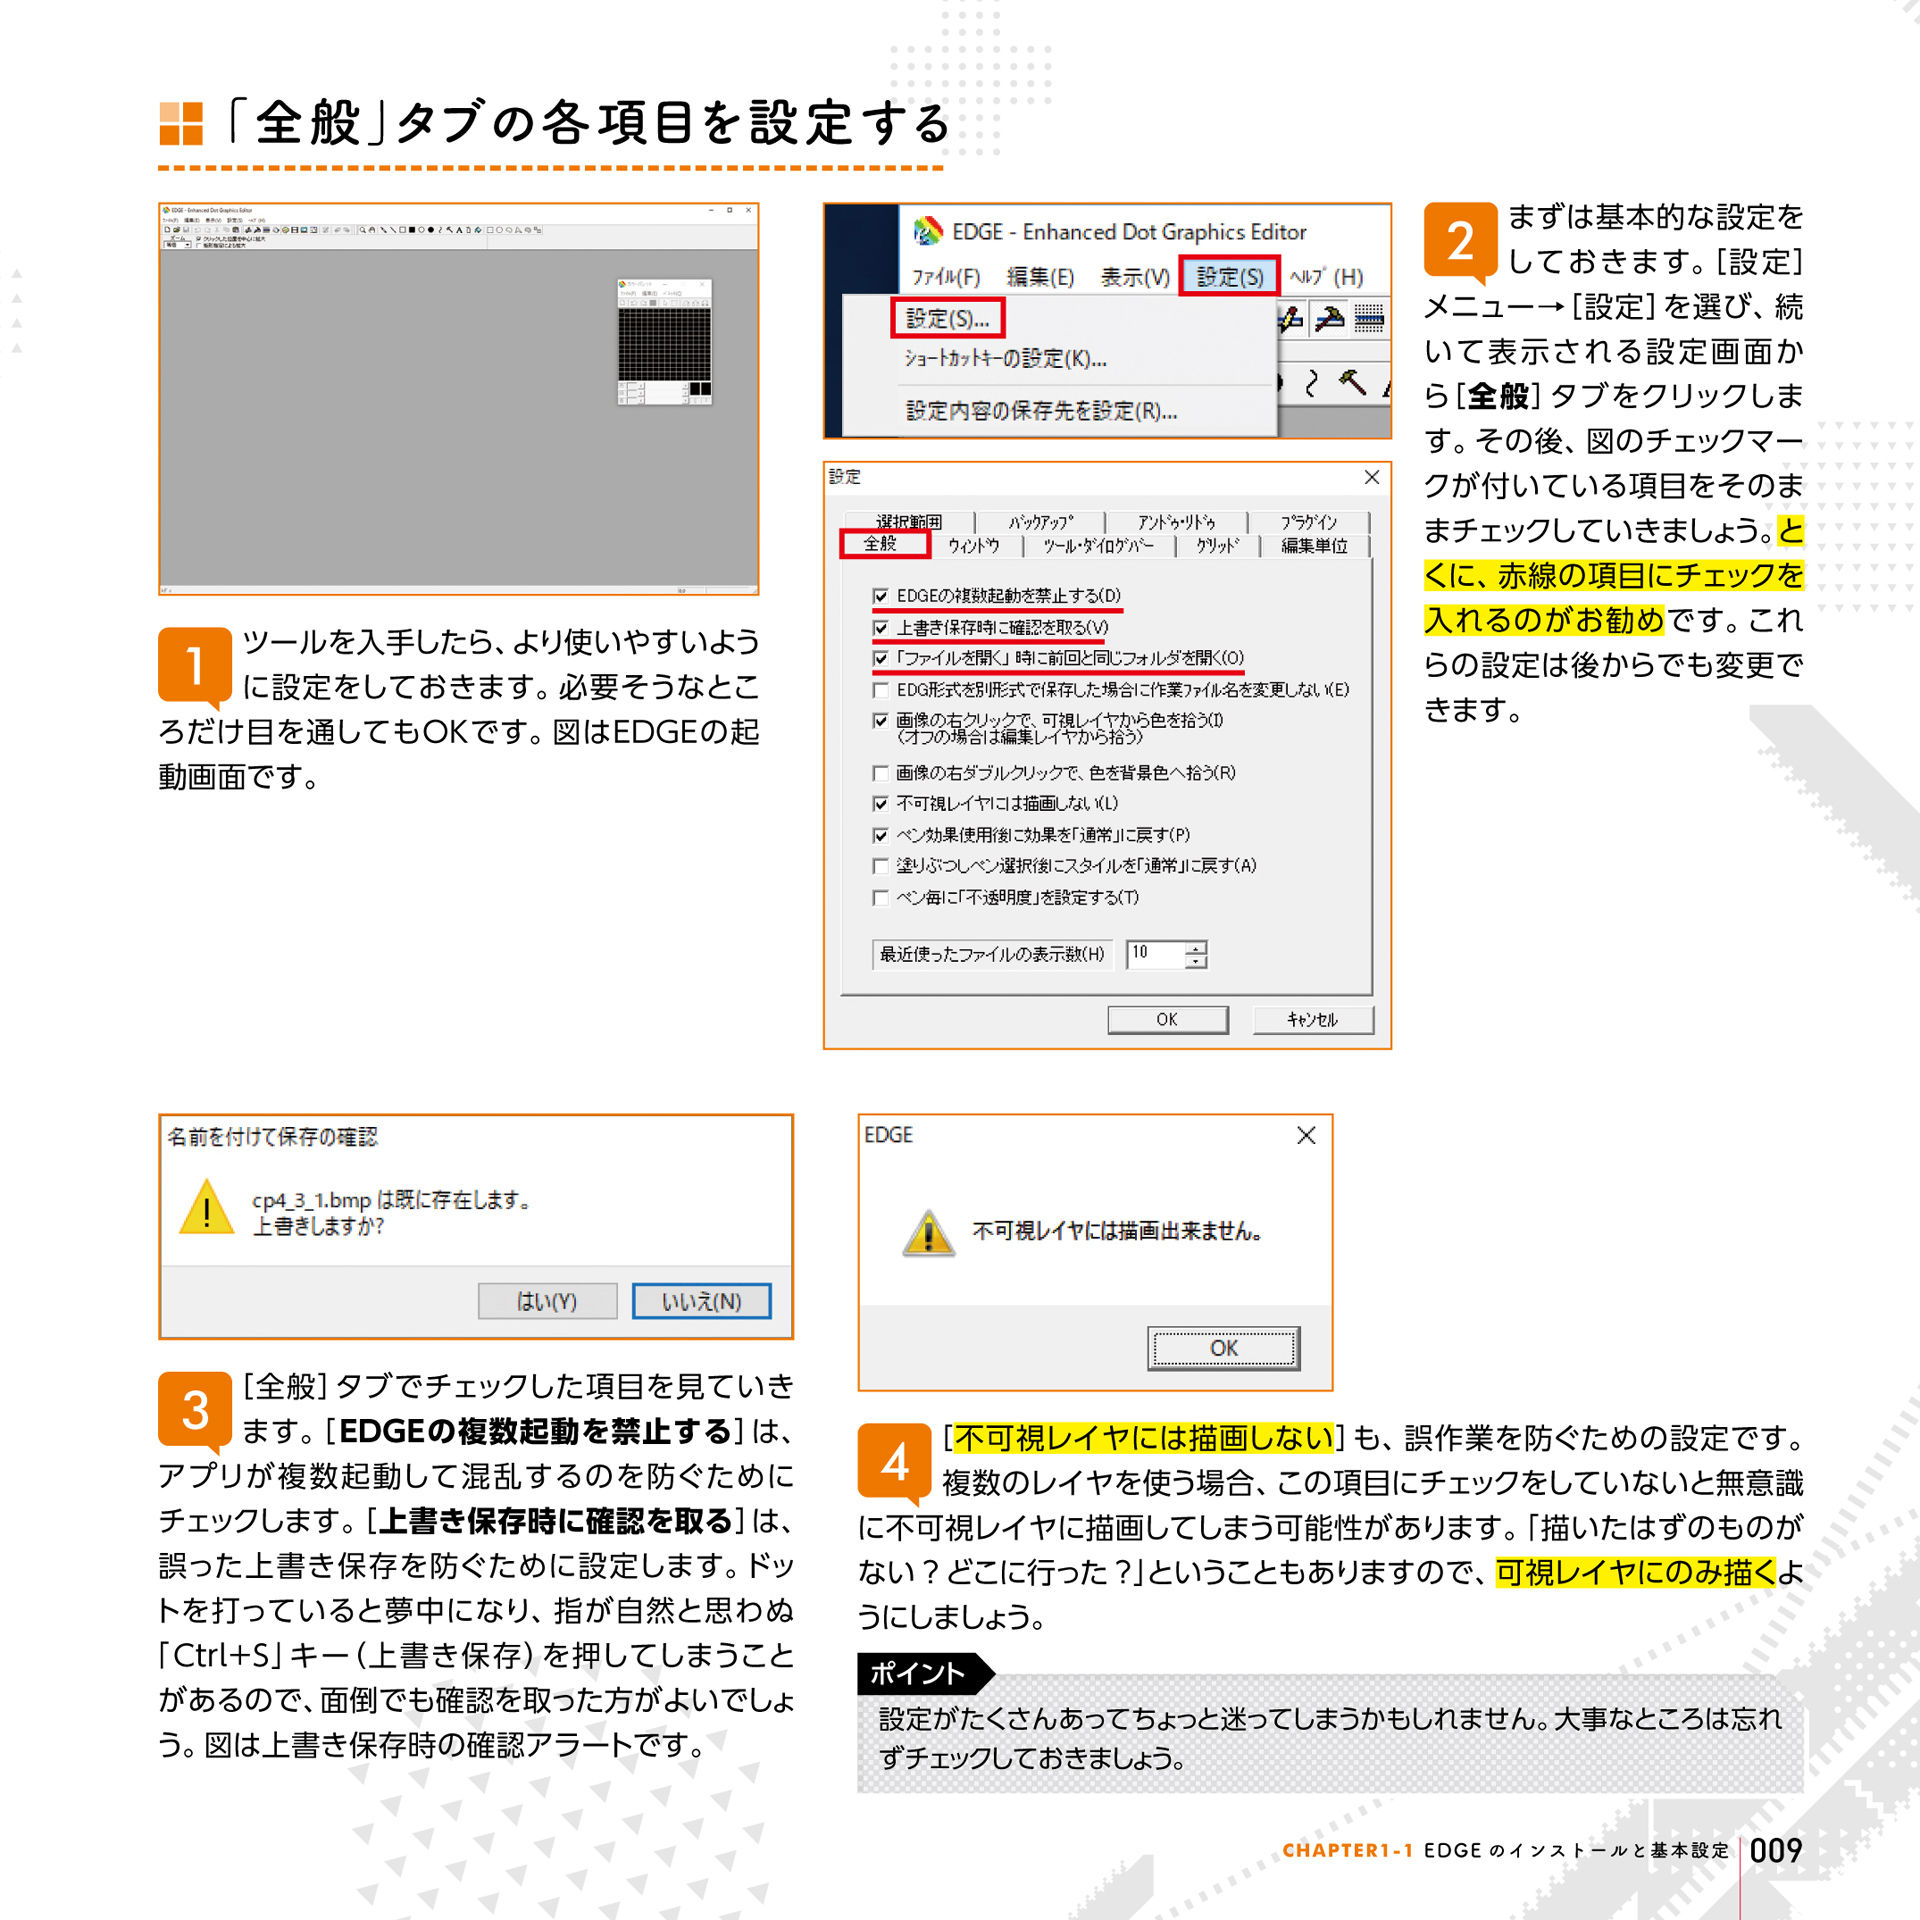 「全般」タブの各項目を設定する
EDGE - Enhanced Dot Graphics Editor
1
ツールを入手したら、より使いやすいよう
に設定をしておきます。必要そうなとこ
ろだけ目を通してもOKです。図はEDGEの起
動画面です。
EDGE - Enhanced Dot Graphics Editor
ファイル(F) 編集(E) 表示(V) 設定(S) ヘルプ(H)
設定(S)...
ショートカットキーの設定(K)...
設定内容の保存先を設定(R)...
設定
選択範囲 バックアップ アンドゥ・リドゥ プラグイン
全般 ウィンドウ ツール・ダイログバー グリッド 編集単位
EDGEの複数起動を禁止する(D)
上書き保存時に確認を取る(V)
「ファイルを開く」時に前回と同じフォルダを開く(O)
EDG形式を別形式で保存した場合に作業ファイル名を変更しない(E)
画像の右クリックで、可視レイヤから色を拾う(I)
(オフの場合は編集レイヤから拾う)
画像の右ダブルクリックで、色を背景色へ拾う(R)
不可視レイヤには描画しない(L)
ペン効果使用後に効果を「通常」に戻す(P)
塗りぶつしペン選択後にスタイルを「通常」に戻す(A)
ペン毎に「不透明度」を設定する(T)
最近使ったファイルの表示数(H) 10
OK キャンセル
2
まずは基本的な設定を
しておきます。[設定]
メニュー→[設定]を選び、続
いて表示される設定画面か
ら[全般]タブをクリックしま
す。その後、図のチェックマー
クが付いている項目をそのま
まチェックしていきましょう。と
くに、赤線の項目にチェックを
入れるのがお勧めです。これ
らの設定は後からでも変更で
きます。
名前を付けて保存の確認
cp4_3_1.bmp は既に存在します。
上書きしますか?
はい(Y) いいえ(N)
3
[全般]タブでチェックした項目を見ていき
ます。[EDGEの複数起動を禁止する]は、
アプリが複数起動して混乱するのを防ぐために
チェックします。[上書き保存時に確認を取る]は、
誤った上書き保存を防ぐために設定します。ドッ
トを打っていると夢中になり、指が自然と思わぬ
「Ctrl+S」キー（上書き保存）を押してしまうこと
があるので、面倒でも確認を取った方がよいでしょ
う。図は上書き保存時の確認アラートです。
EDGE
不可視レイヤには描画出来ません。
OK
4
[不可視レイヤには描画しない]も、誤作業を防ぐための設定です。
複数のレイヤを使う場合、この項目にチェックをしていないと無意識
に不可視レイヤに描画してしまう可能性があります。「描いたはずのものが
ない？どこに行った？」ということもありますので、可視レイヤにのみ描くよ
うにしましょう。
ポイント
設定がたくさんあってちょっと迷ってしまうかもしれません。大事なところは忘れ
ずチェックしておきましょう。
CHAPTER1-1 EDGEのインストールと基本設定 009